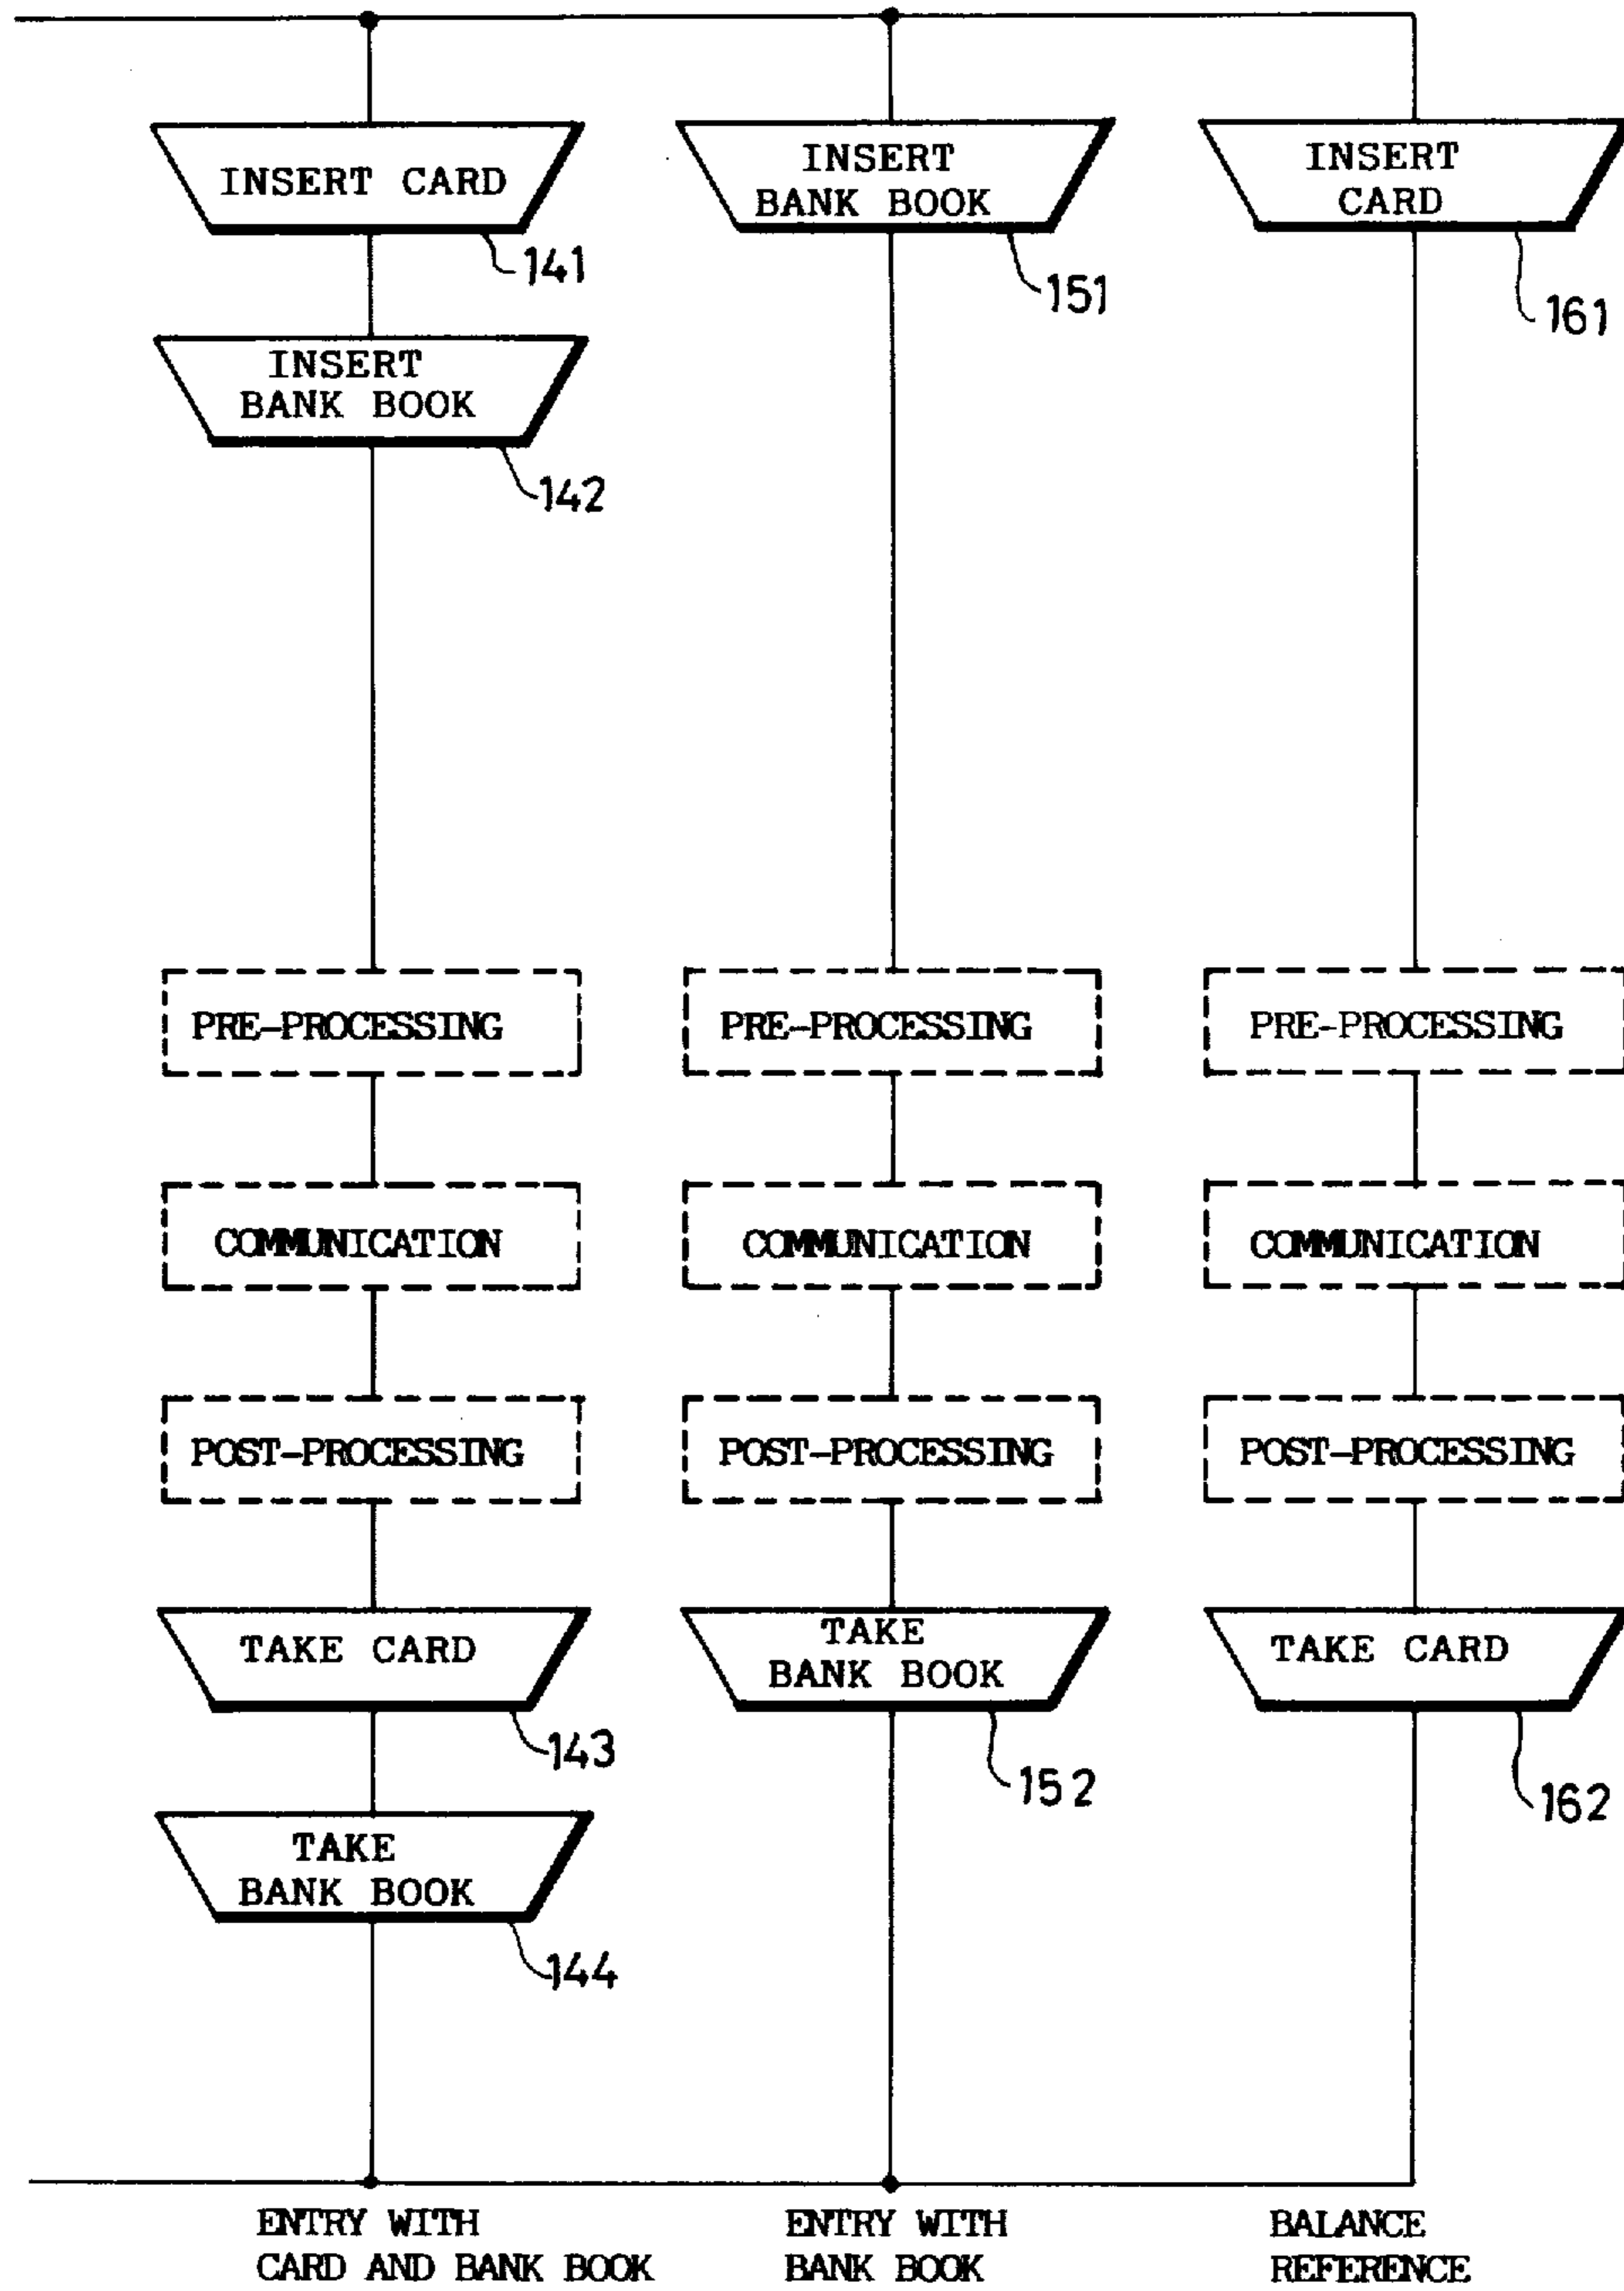 INSERT CARD
141
INSERT
BANK BOOK
142
PRE-PROCESSING
COMMUNICATION
POST-PROCESSING
TAKE CARD
143
TAKE
BANK BOOK
144
ENTRY WITH
CARD AND BANK BOOK
INSERT
BANK BOOK
151
PRE-PROCESSING
COMMUNICATION
POST-PROCESSING
TAKE
BANK BOOK
152
ENTRY WITH
BANK BOOK
INSERT
CARD
161
PRE-PROCESSING
COMMUNICATION
POST-PROCESSING
TAKE CARD
162
BALANCE
REFERENCE